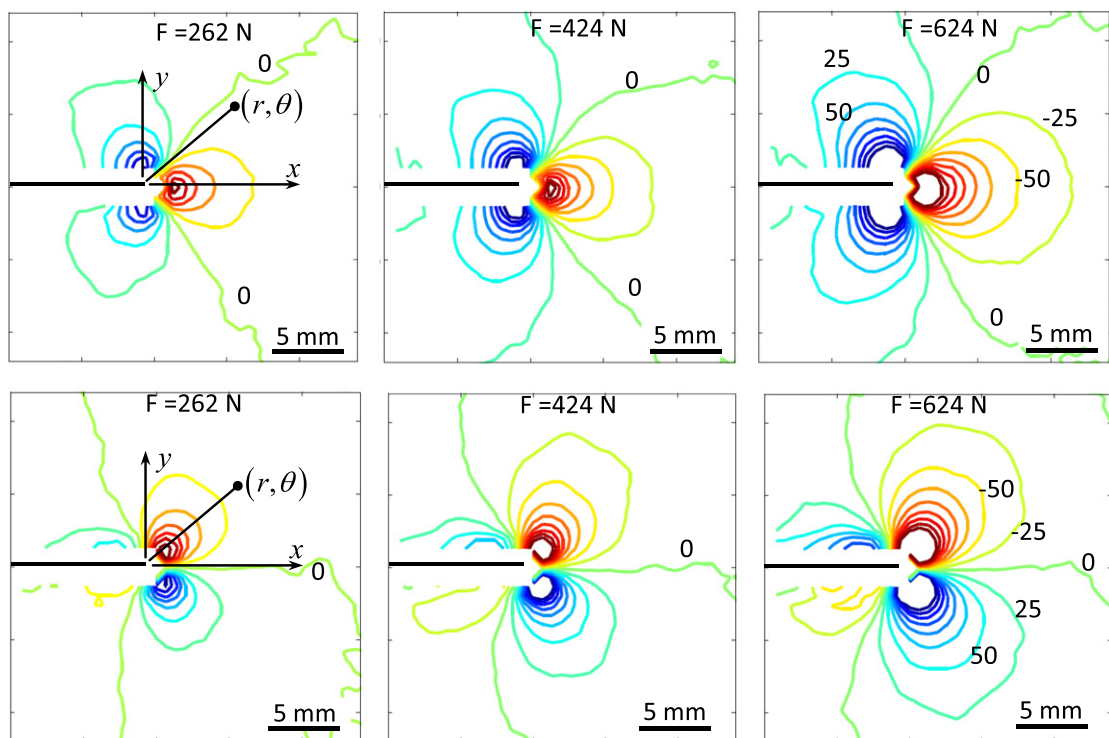 F =262 N
0
y
(r,θ)
x
0
5 mm
F =424 N
0
0
5 mm
F =624 N
25
0
50
-25
-50
0
5 mm
F =262 N
y
(r,θ)
x
0
5 mm
F =424 N
0
5 mm
F =624 N
-50
-25
0
25
50
5 mm